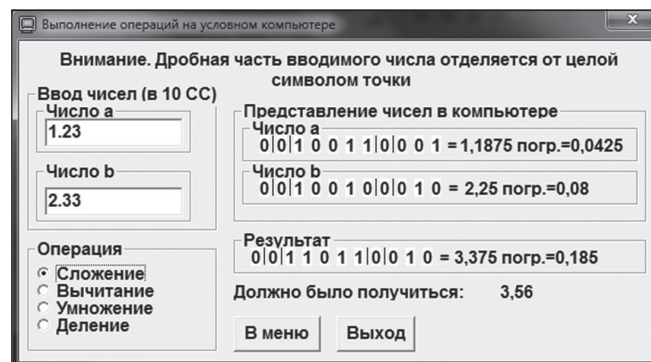 Выполнение операций на условном компьютере
Внимание. Дробная часть вводимого числа отделяется от целой
символом точки
Ввод чисел (в 10 СС)
Число a
1.23
Число b
2.33
Представление чисел в компьютере
Число a
0|0|1 0 0 1 1|0|0 0 1 = 1,1875 погр.=0,0425
Число b
0|0|1 0 0 1 0|0|0 1 0 = 2,25 погр.=0,08
Операция
Сложение
Вычитание
Умножение
Деление
Результат
0|0|1 1 0 1 1|0|0 1 0 = 3,375 погр.=0,185
Должно было получиться: 3,56
В меню Выход